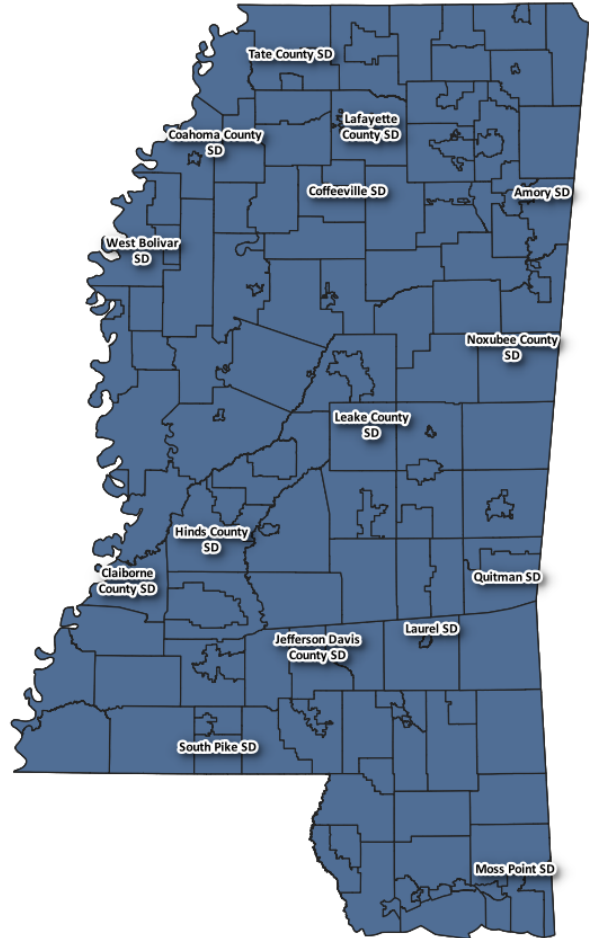 Tate County SD
Lafayette
County SD
Coahoma County
SD
Coffeeville SD
Amory SD
West Bolivar
SD
Noxubee County
SD
Leake County
SD
Hinds County
SD
Claiborne
County SD
Quitman SD
Laurel SD
Jefferson Davis
County SD
South Pike SD
Moss Point SD